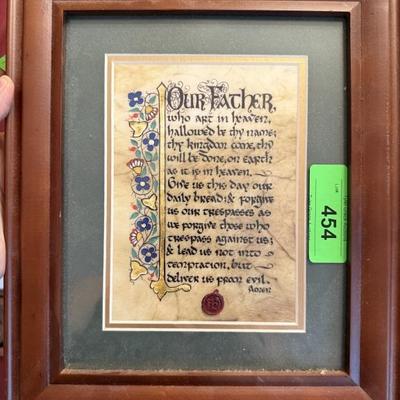 OUR FATHER,
who art in heaven,
hallowed be thy name;
thy kingdom come, thy
will be done, on earth
as it is in heaven.
Give us this day our
daily bread; & forgive
us our trespasses as
we forgive those who
trespass against us;
& lead us not into
temptation, but
deliver us from evil.
Amen
454